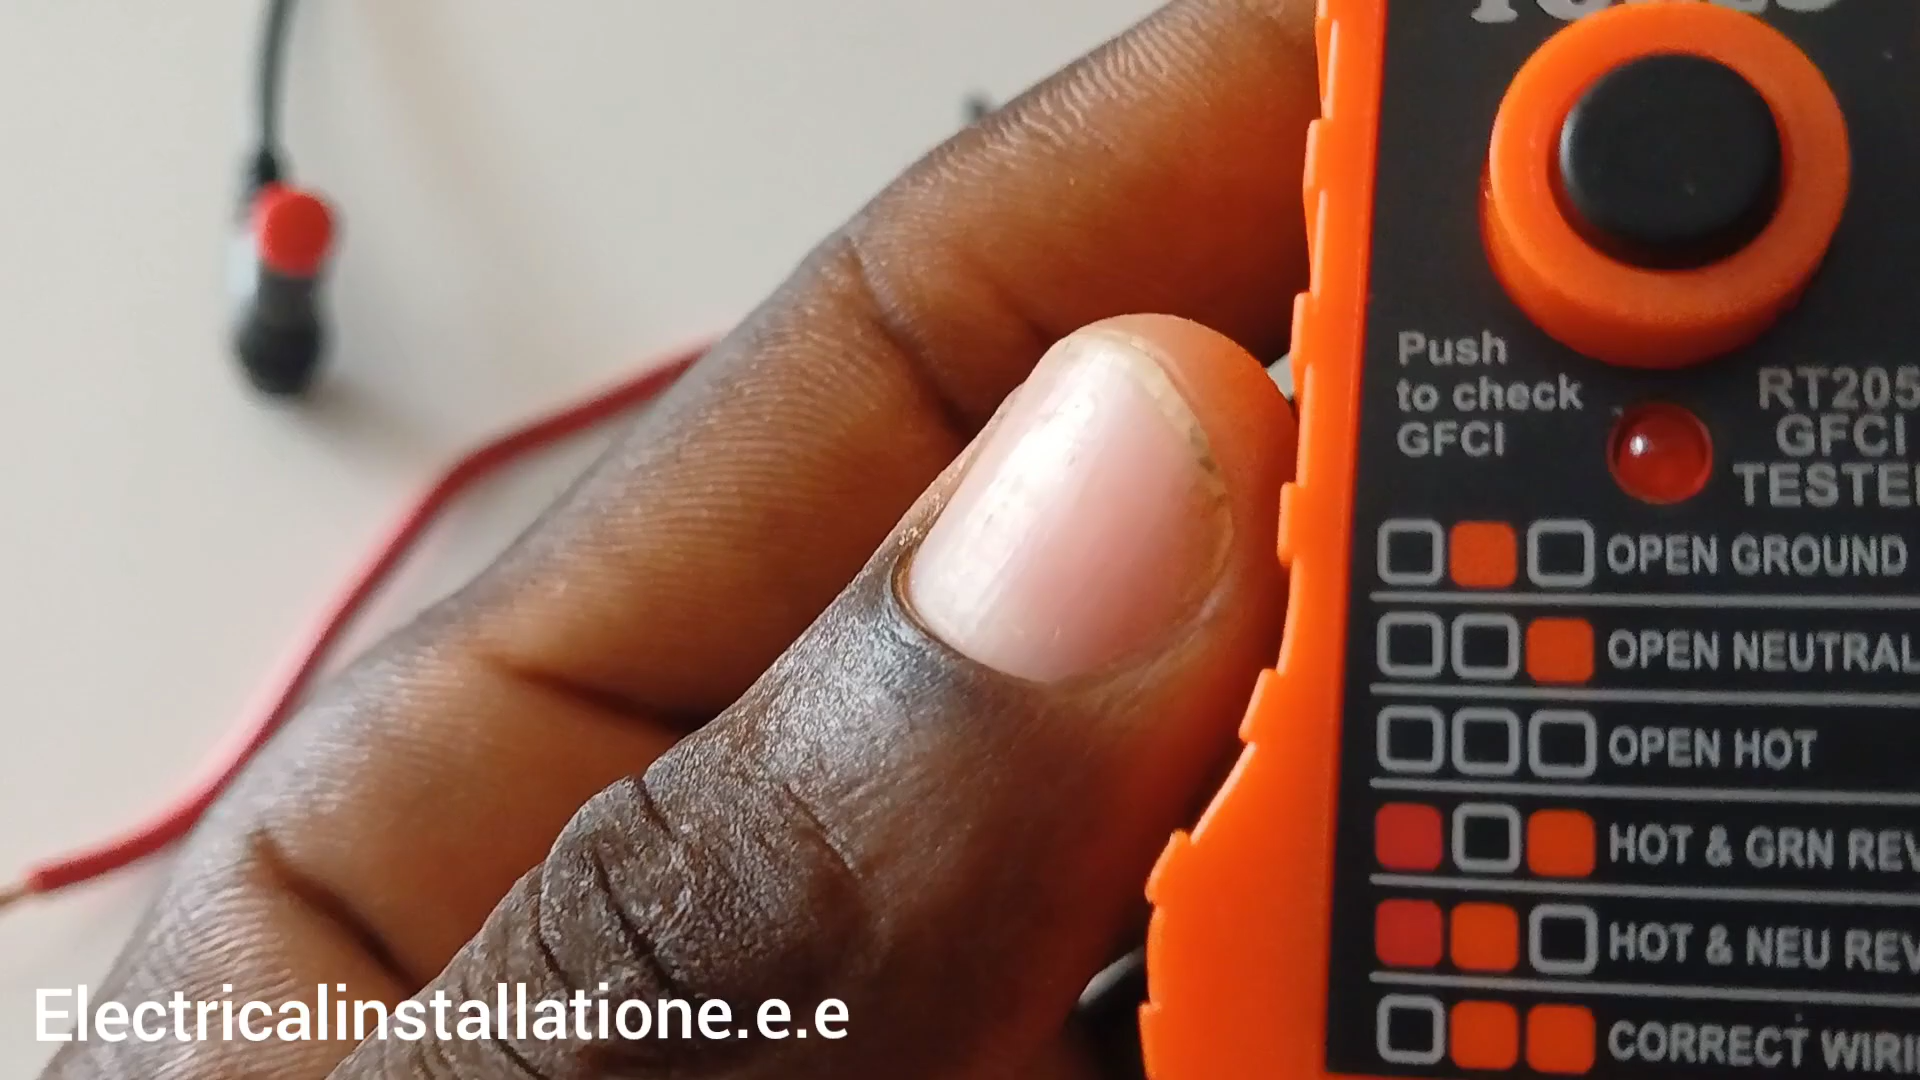 Push
to check
GFCI
RT205
GFCI
TESTE
OPEN GROUND
OPEN NEUTRAL
OPEN HOT
HOT & GRN REV
HOT & NEU REV
CORRECT WIRI
Electricalinstallatione.e.e